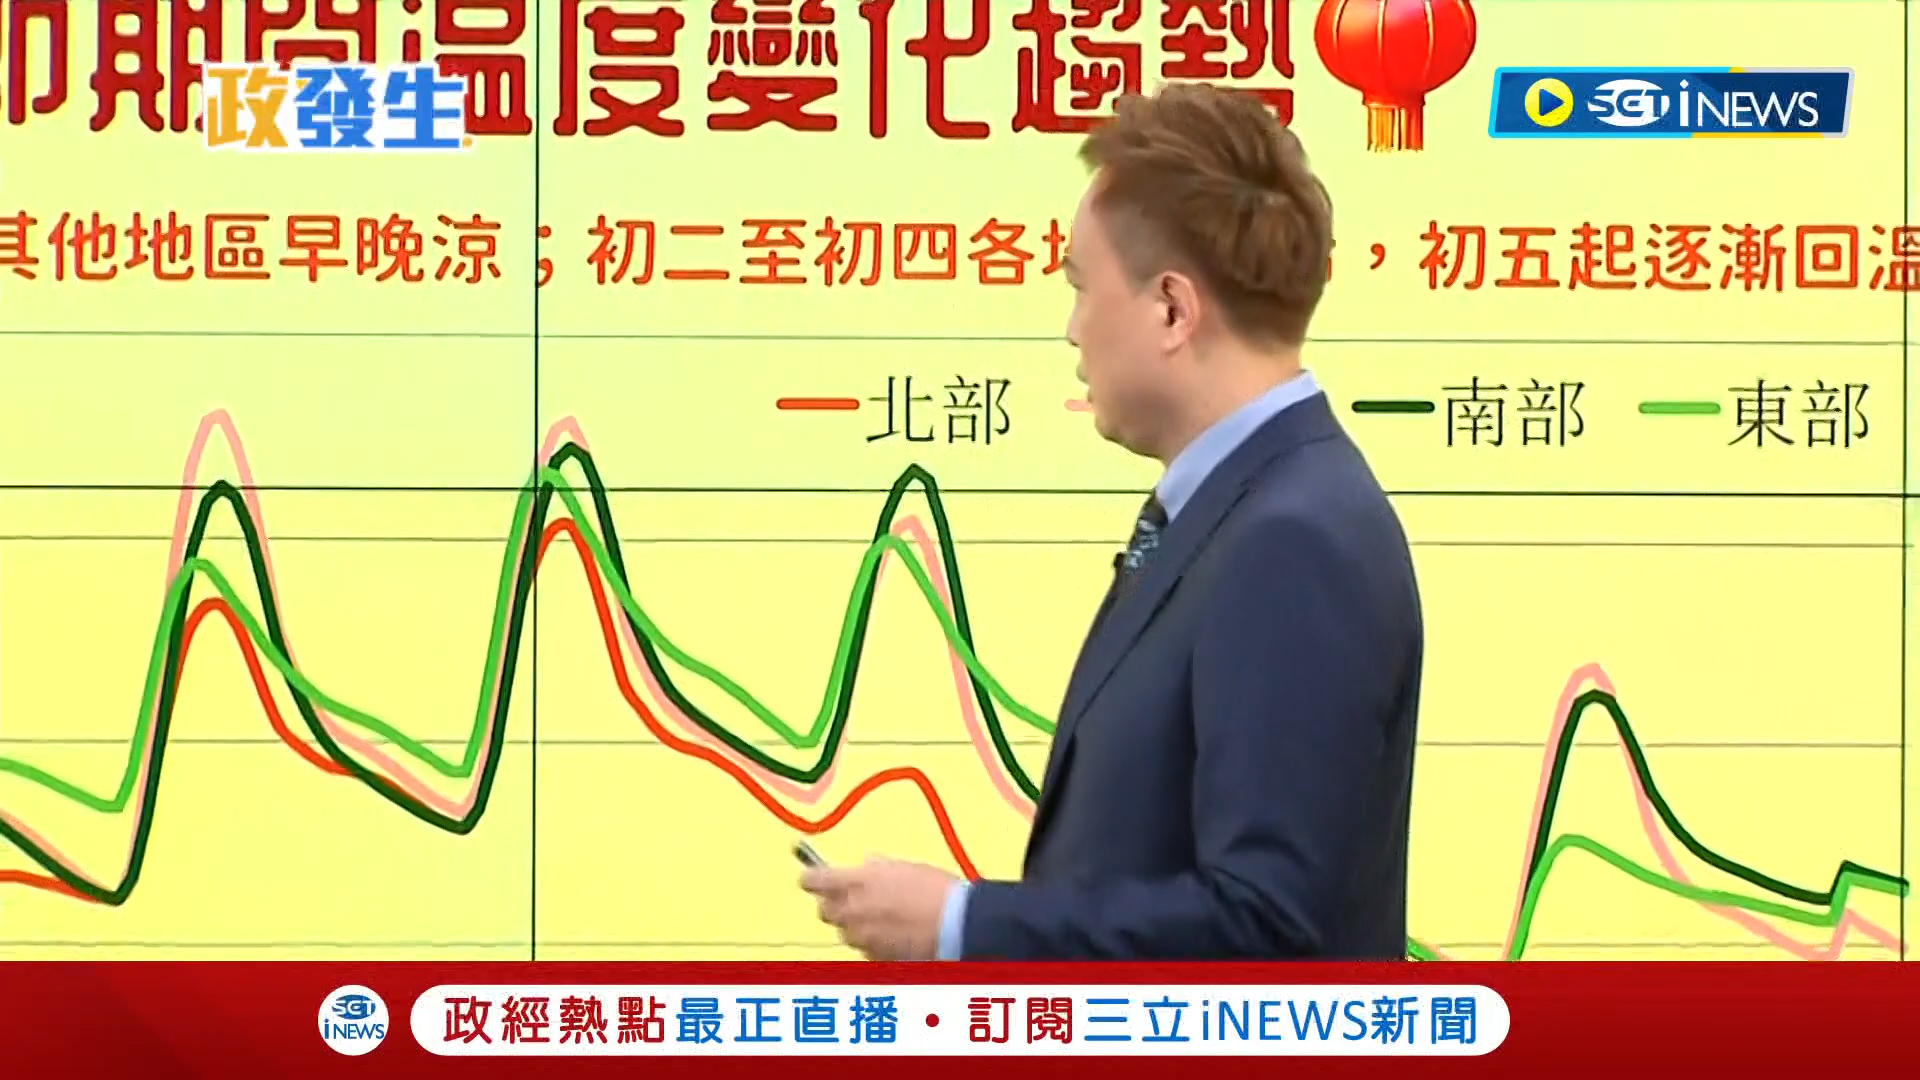 節期間溫度變化趨勢
政發生
SET iNEWS
其他地區早晚涼；初二至初四各地
，初五起逐漸回溫
北部
南部
東部
SET iNEWS
政經熱點最正直播・訂閱三立iNEWS新聞